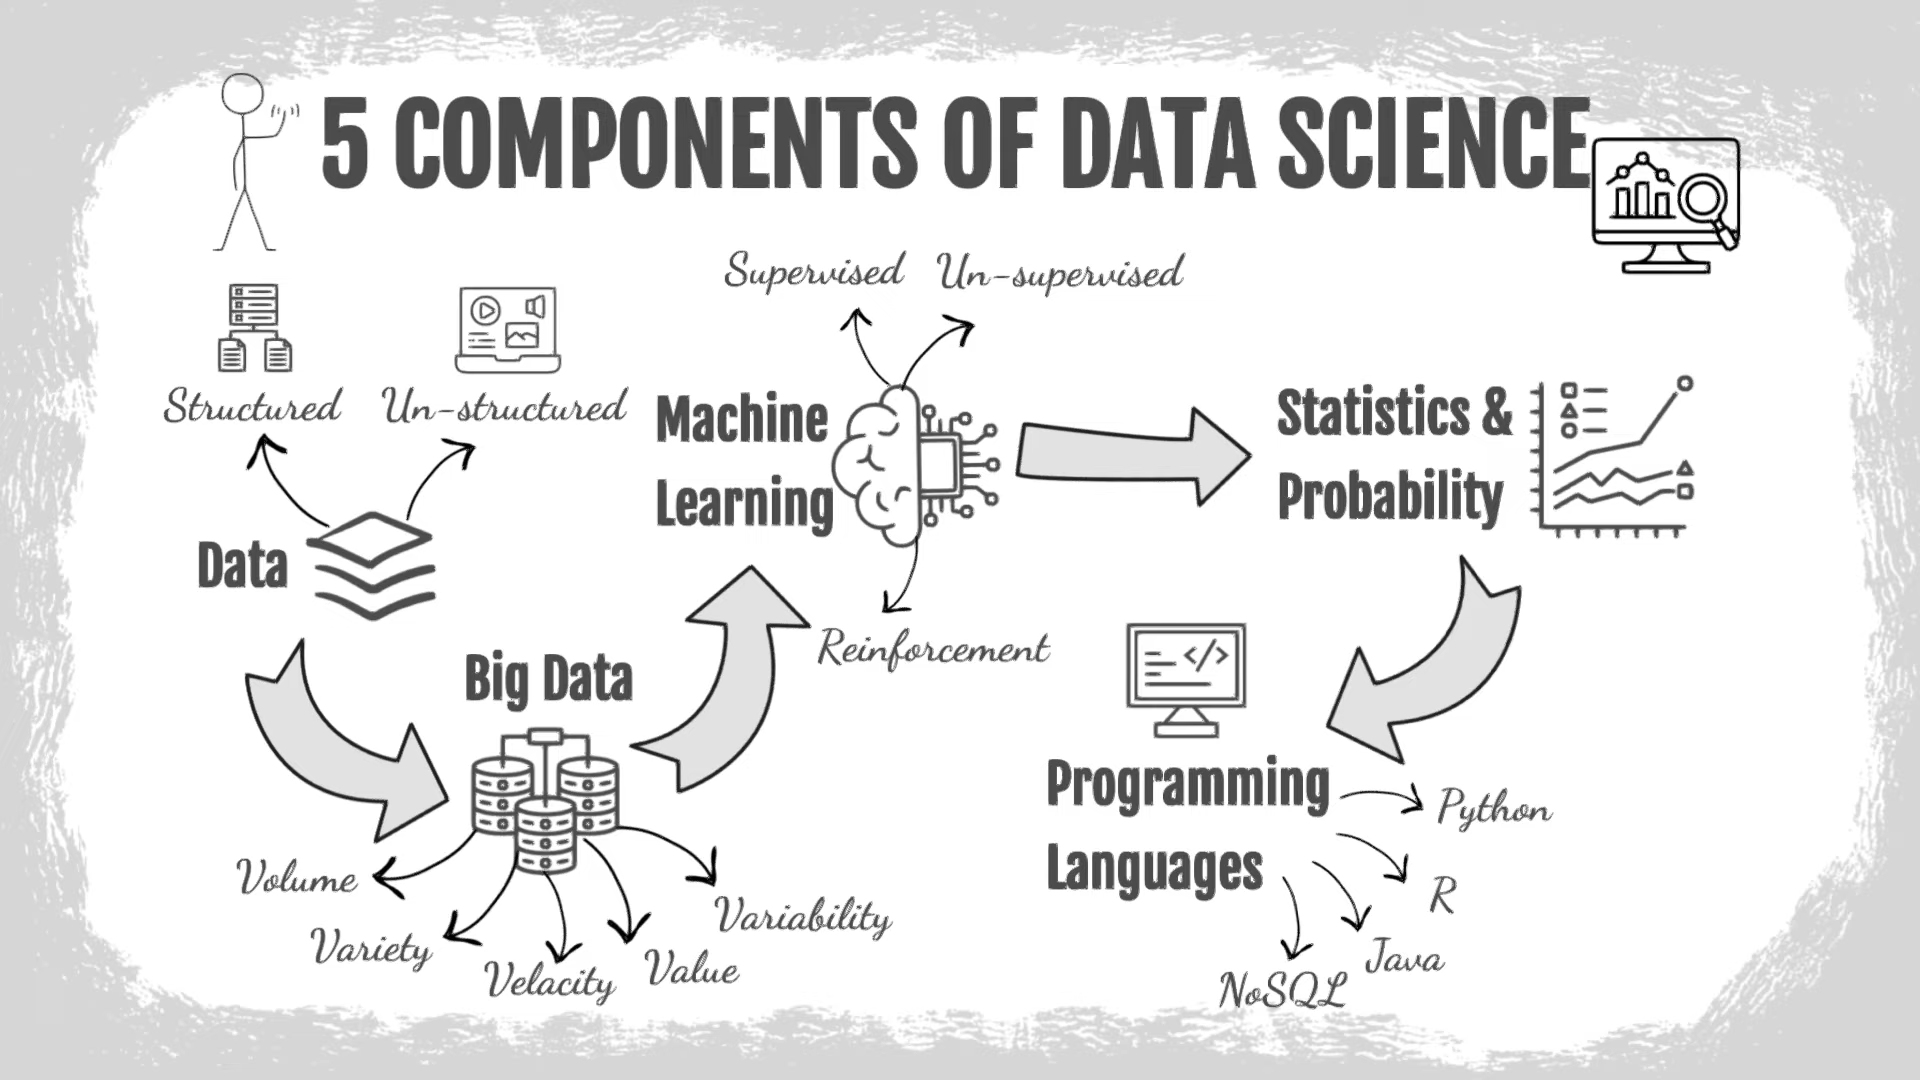 5 COMPONENTS OF DATA SCIENCE
Supervised
Un-supervised
Structured
Un-structured
Machine
Learning
Statistics &
Probability
Data
Reinforcement
Big Data
</>
Programming
Languages
Python
R
Java
NoSQL
Volume
Variety
Velacity
Value
Variability